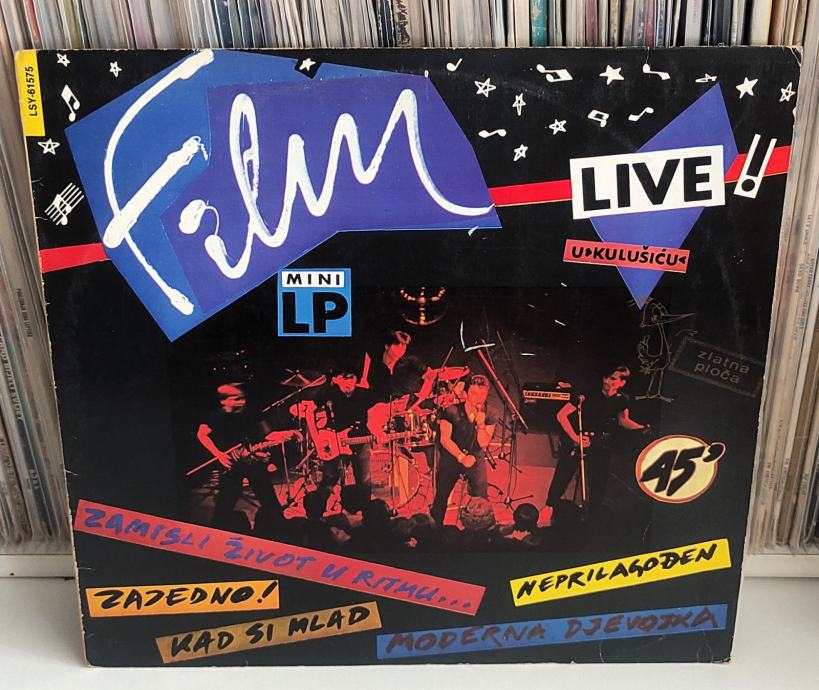 LSY-61575
Film
LIVE!!
U KULUŠIĆU
MINI
LP
zlatna
ploča
45'
ZAMISLI ŽIVOT U RITMU...
ZAJEDNO!
NEPRILAGOĐEN
KAD SI MLAD
MODERNA DJEVOJKA